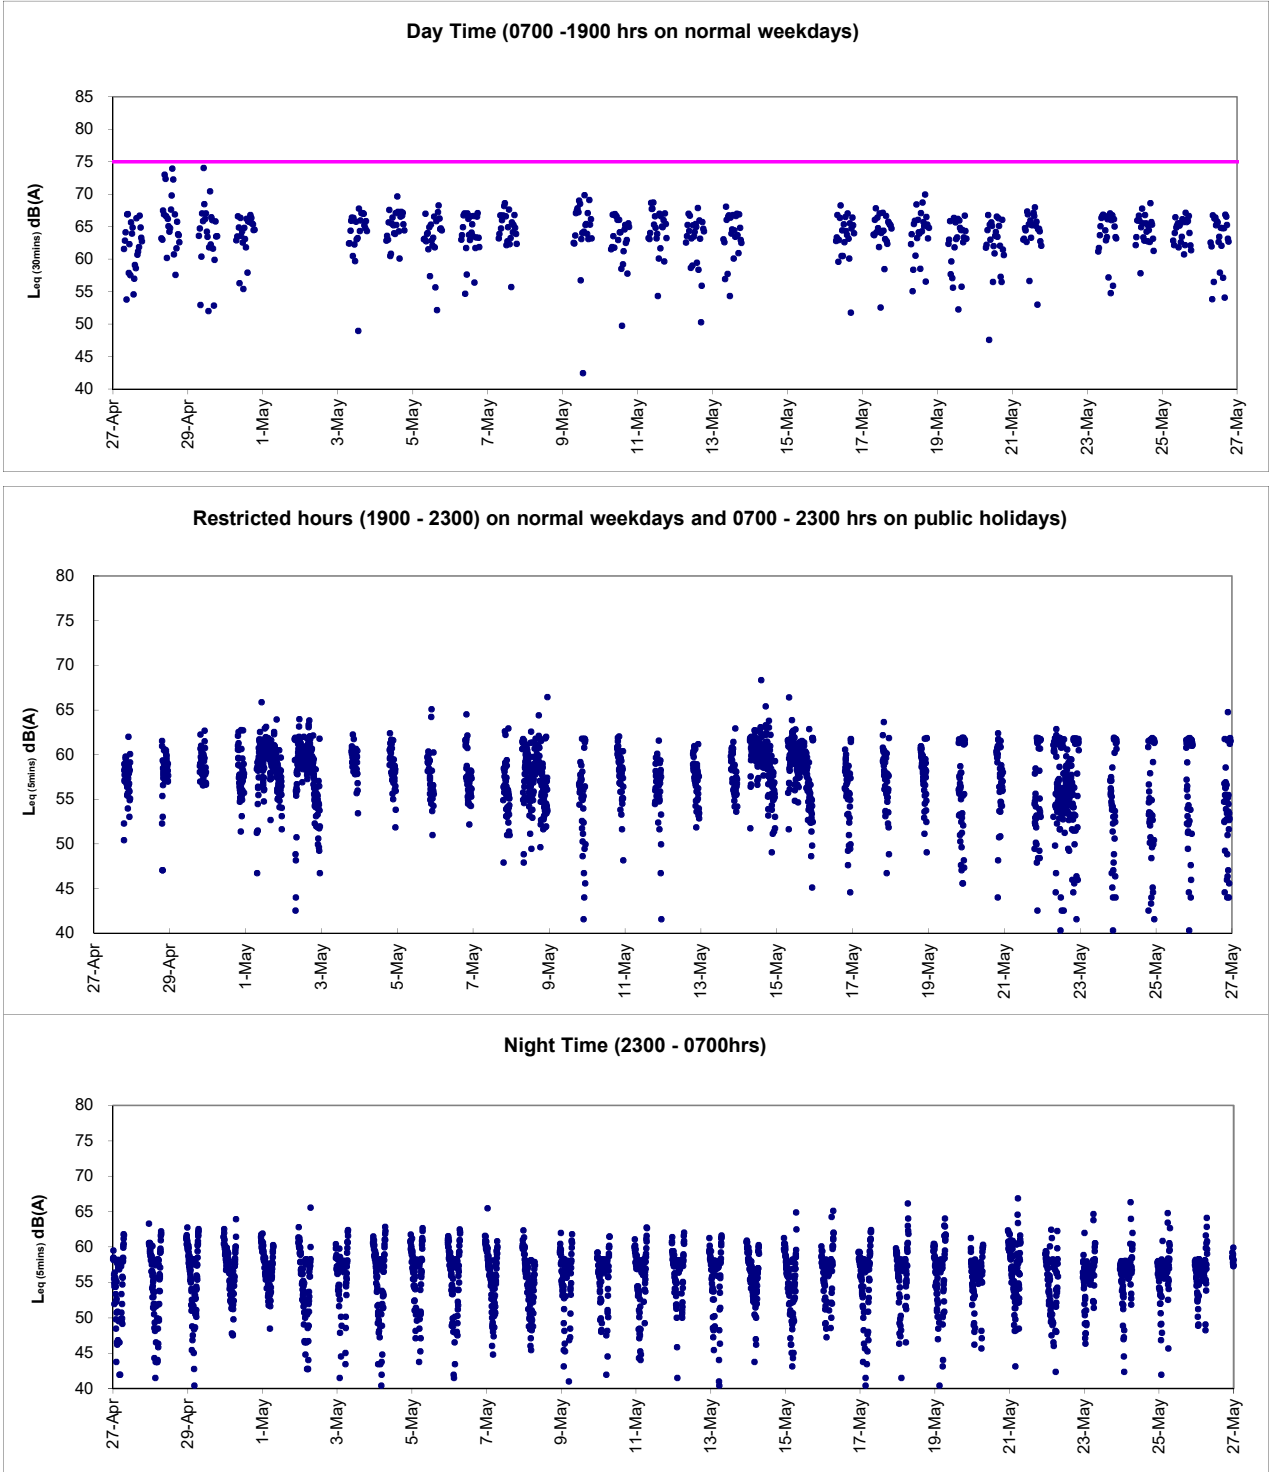 Day Time (0700 -1900 hrs on normal weekdays)
Leq (30mins) dB(A)
85
80
75
70
65
60
55
50
45
40
27-Apr
29-Apr
1-May
3-May
5-May
7-May
9-May
11-May
13-May
15-May
17-May
19-May
21-May
23-May
25-May
27-May
Restricted hours (1900 - 2300) on normal weekdays and 0700 - 2300 hrs on public holidays)
Leq (5mins) dB(A)
80
75
70
65
60
55
50
45
40
27-Apr
29-Apr
1-May
3-May
5-May
7-May
9-May
11-May
13-May
15-May
17-May
19-May
21-May
23-May
25-May
27-May
Night Time (2300 - 0700hrs)
Leq (5mins) dB(A)
80
75
70
65
60
55
50
45
40
27-Apr
29-Apr
1-May
3-May
5-May
7-May
9-May
11-May
13-May
15-May
17-May
19-May
21-May
23-May
25-May
27-May